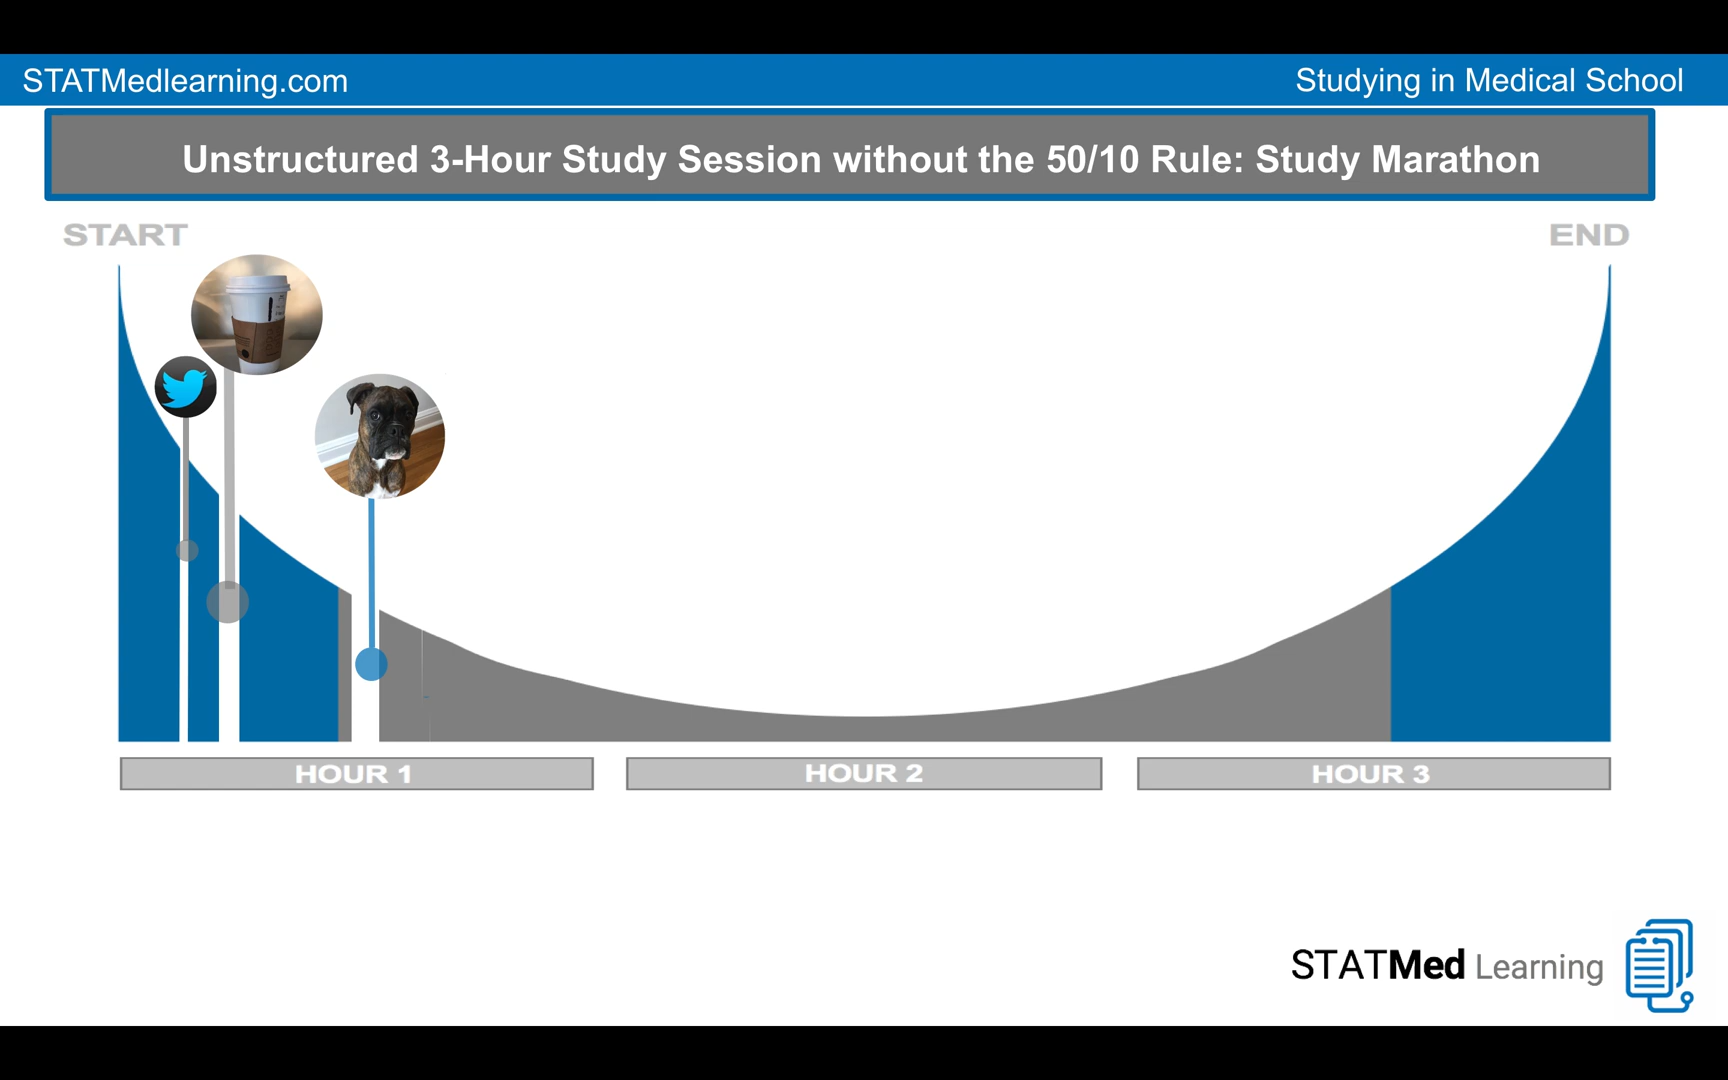 STATMedlearning.com
Studying in Medical School
Unstructured 3-Hour Study Session without the 50/10 Rule: Study Marathon
START
END
HOUR 1
HOUR 2
HOUR 3
STATMed Learning